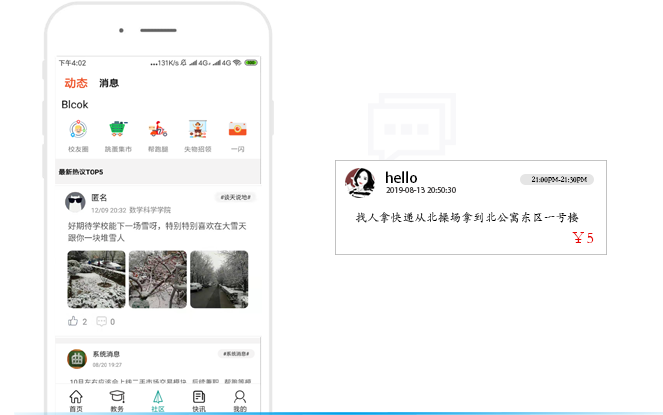 下午4:02
...131K/s 4G 4G
动态 消息
Blcok
校友圈 跳蚤集市 帮跑腿 失物招领 一闪
最新热议TOP5
匿名
#谈天说地#
12/09 20:32 数学科学学院
好期待学校能下一场雪呀，特别特别喜欢在大雪天
跟你一块堆雪人
2 0
系统消息
#系统消息#
08/20 19:27
首页 教务 社区 快讯 我的
hello
21:00PM-21:30PM
2019-08-13 20:50:30
找人拿快递从北操场拿到北公寓东区一号楼
¥5